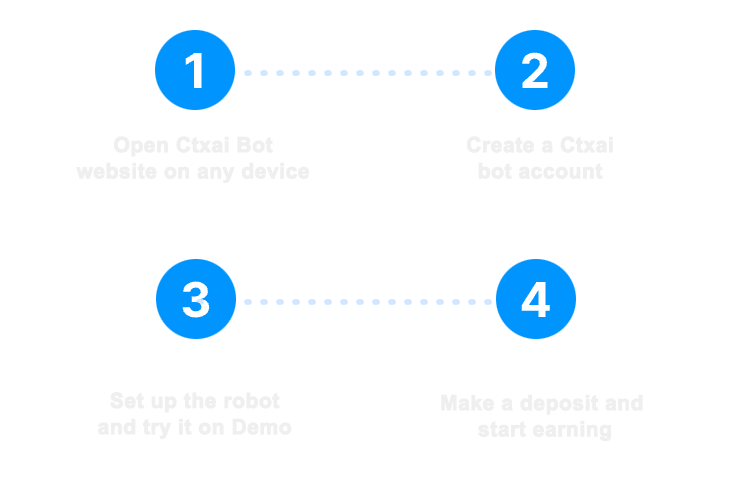 1
2
Open Ctxai Bot
website on any device
Create a Ctxai
bot account
3
4
Set up the robot
and try it on Demo
Make a deposit and
start earning